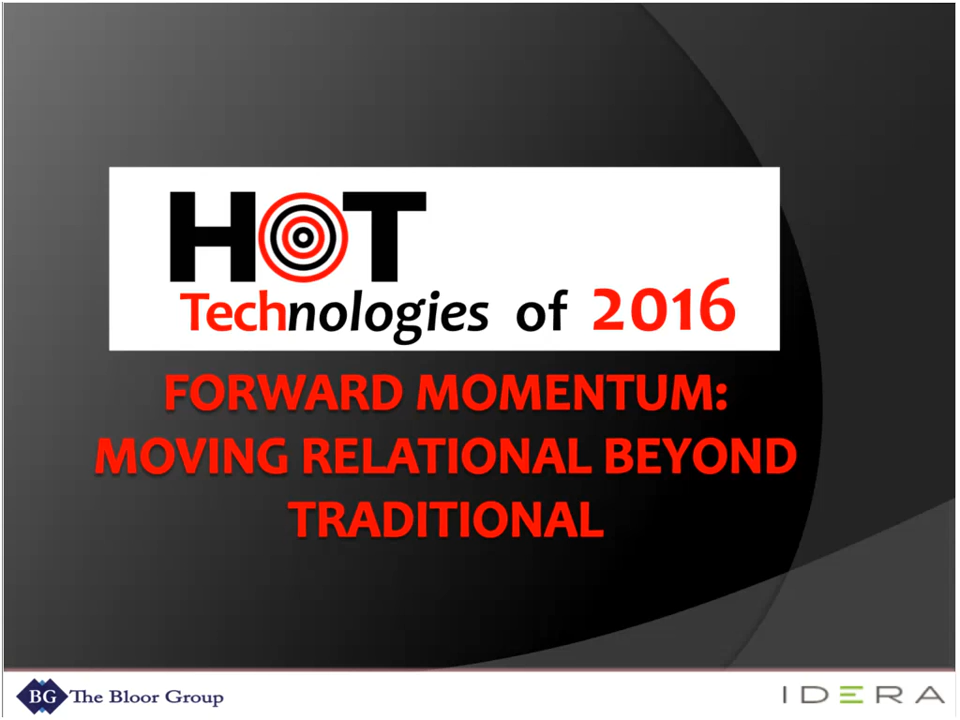 HOT
Technologies of 2016
FORWARD MOMENTUM:
MOVING RELATIONAL BEYOND
TRADITIONAL
BG The Bloor Group
IDERA